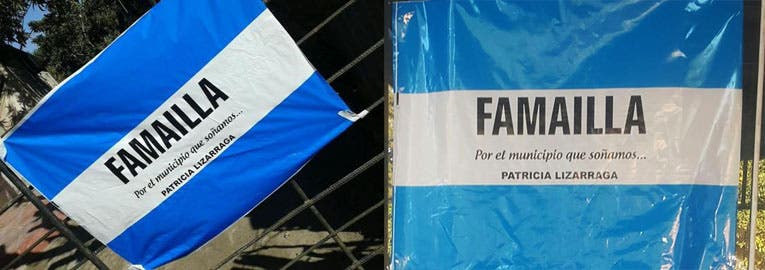 FAMAILLA
Por el municipio que soñamos...
PATRICIA LIZARRAGA
FAMAILLA
Por el municipio que soñamos...
PATRICIA LIZARRAGA